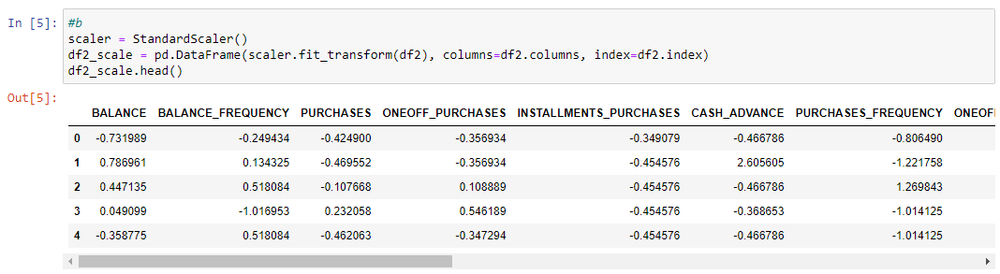 In [5]: #b
scaler = StandardScaler()
df2_scale = pd.DataFrame(scaler.fit_transform(df2), columns=df2.columns, index=df2.index)
df2_scale.head()
Out[5]:
BALANCE BALANCE_FREQUENCY PURCHASES ONEOFF_PURCHASES INSTALLMENTS_PURCHASES CASH_ADVANCE PURCHASES_FREQUENCY ONEOF
0 -0.731989 -0.249434 -0.424900 -0.356934 -0.349079 -0.466786 -0.806490
1 0.786961 0.134325 -0.469552 -0.356934 -0.454576 2.605605 -1.221758
2 0.447135 0.518084 -0.107668 0.108889 -0.454576 -0.466786 1.269843
3 0.049099 -1.016953 0.232058 0.546189 -0.454576 -0.368653 -1.014125
4 -0.358775 0.518084 -0.462063 -0.347294 -0.454576 -0.466786 -1.014125